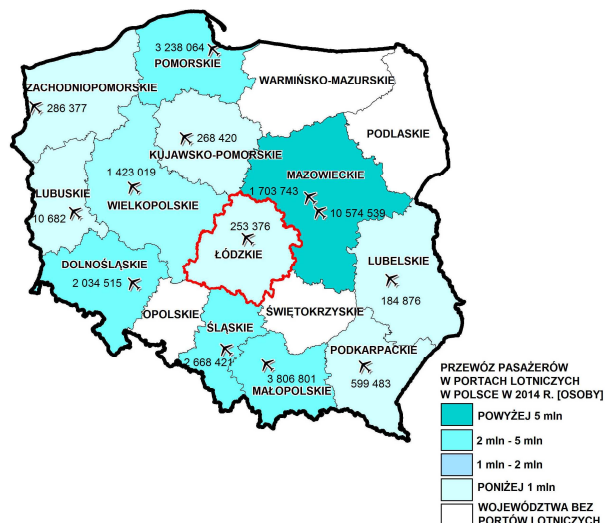 3 238 064
POMORSKIE
WARMIŃSKO-MAZURSKIE
ZACHODNIOPOMORSKIE
286 377
268 420
KUJAWSKO-POMORSKIE
PODLASKIE
1 423 019
MAZOWIECKIE
1 703 743
LUBUSKIE
10 682
WIELKOPOLSKIE
10 574 539
253 376
ŁÓDZKIE
DOLNOŚLĄSKIE
2 034 515
LUBELSKIE
184 876
OPOLSKIE
ŚWIĘTOKRZYSKIE
ŚLĄSKIE
2 668 421
PODKARPACKIE
3 806 801
MAŁOPOLSKIE
599 483
PRZEWÓZ PASAŻERÓW
W PORTACH LOTNICZYCH
W POLSCE W 2014 R. [OSOBY]
POWYŻEJ 5 mln
2 mln - 5 mln
1 mln - 2 mln
PONIŻEJ 1 mln
WOJEWÓDZTWA BEZ
PORTÓW LOTNICZYCH